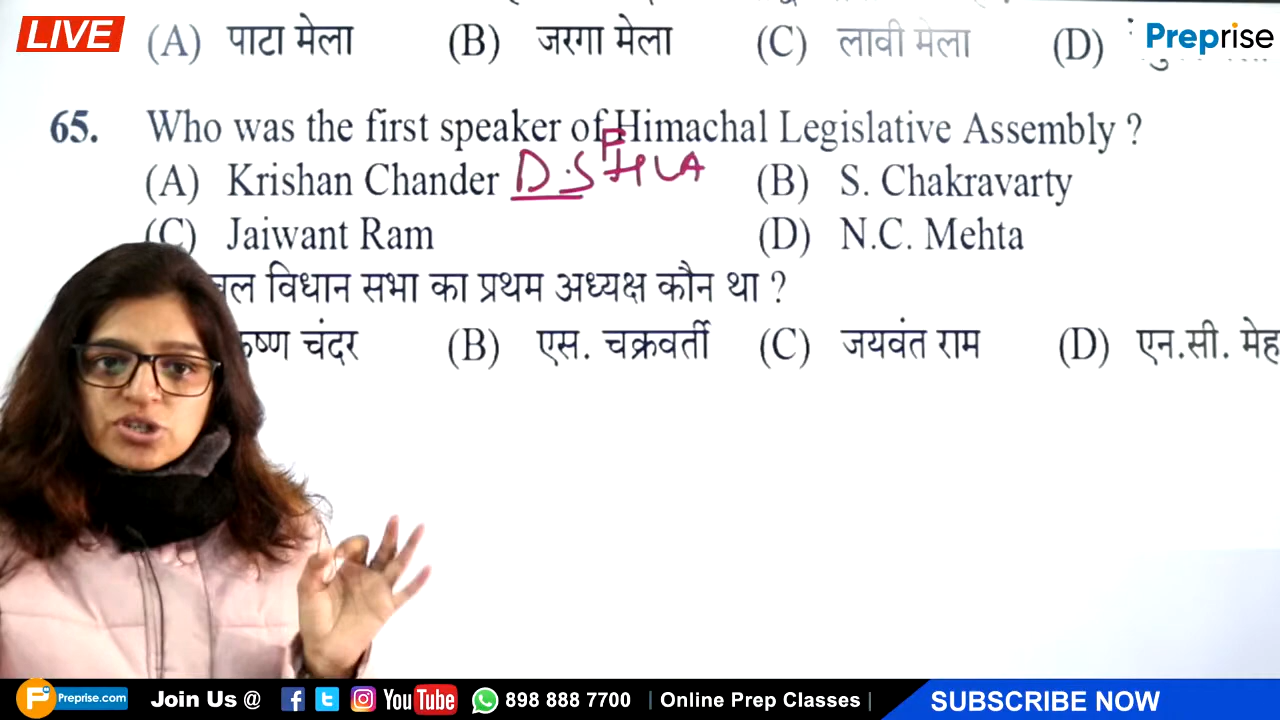 LIVE
(A) पाटा मेला (B) जरगा मेला (C) लावी मेला (D)
Preprise
65. Who was the first speaker of Himachal Legislative Assembly ?
(A) Krishan Chander D.S PHLA (B) S. Chakravarty
(C) Jaiwant Ram (D) N.C. Mehta
विधान सभा का प्रथम अध्यक्ष कौन था ?
चंदर (B) एस. चक्रवर्ती (C) जयवंत राम (D) एन.सी.
Preprise.com Join Us @ YouTube 898 888 7700 | Online Prep Classes | SUBSCRIBE NOW